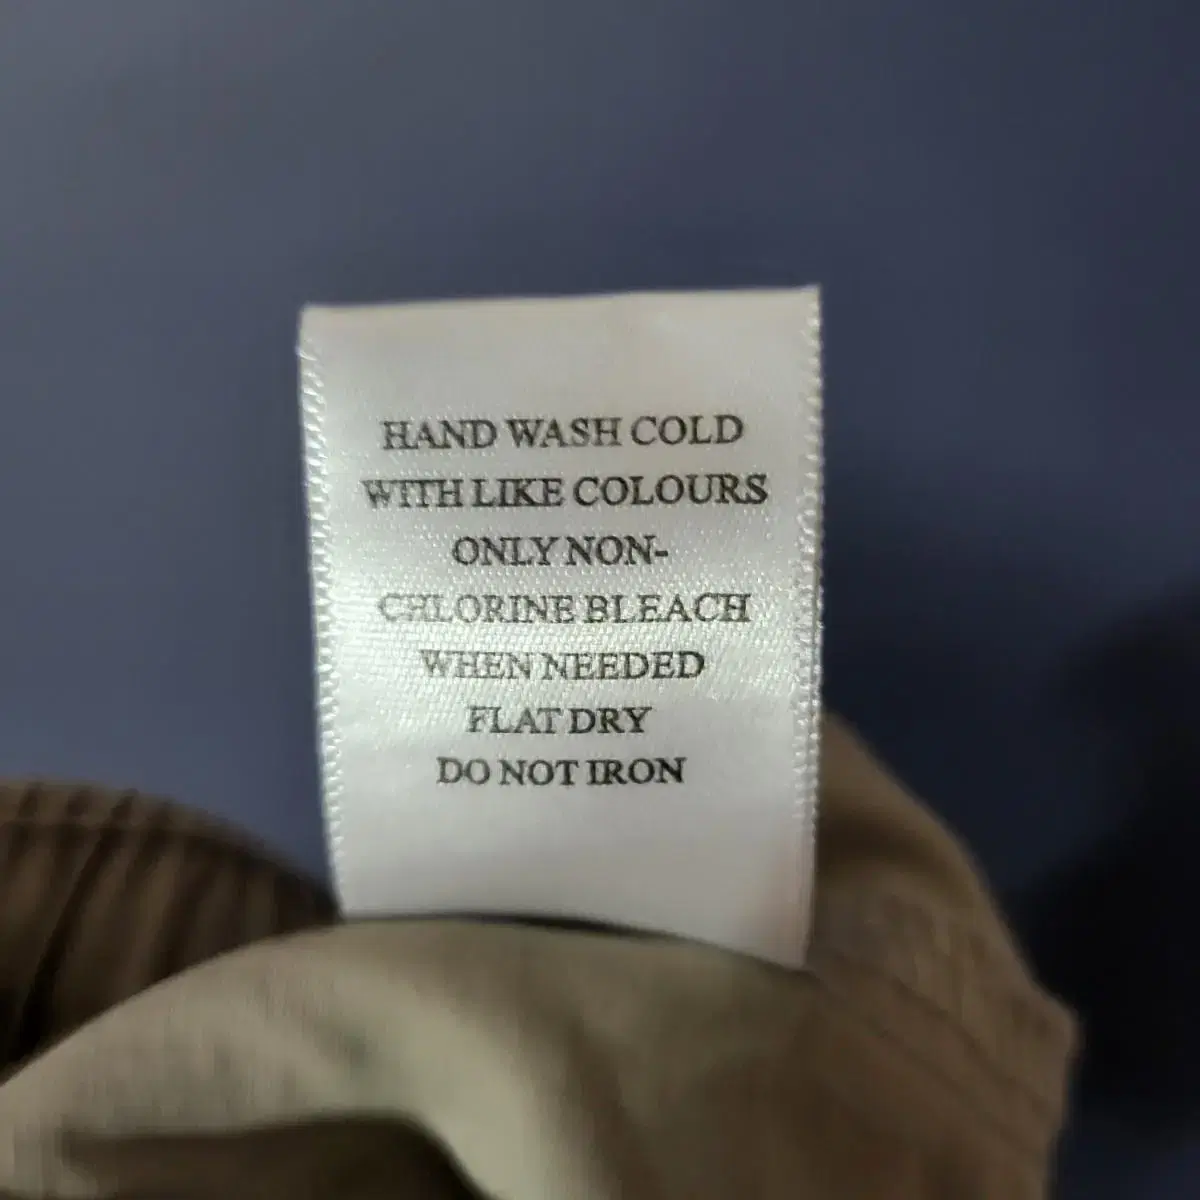 HAND WASH COLD
WITH LIKE COLOURS
ONLY NON-
CHLORINE BLEACH
WHEN NEEDED
FLAT DRY
DO NOT IRON